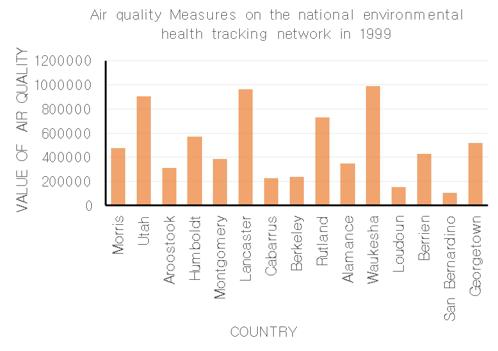 Air quality Measures on the national environmental
health tracking network in 1999
VALUE OF AIR QUALITY
1200000
1000000
800000
600000
400000
200000
0
Morris
Utah
Aroostook
Humboldt
Montgomery
Lancaster
Cabarrus
Berkeley
Rutland
Alamance
Waukesha
Loudoun
Berrien
San Bernardino
Georgetown
COUNTRY